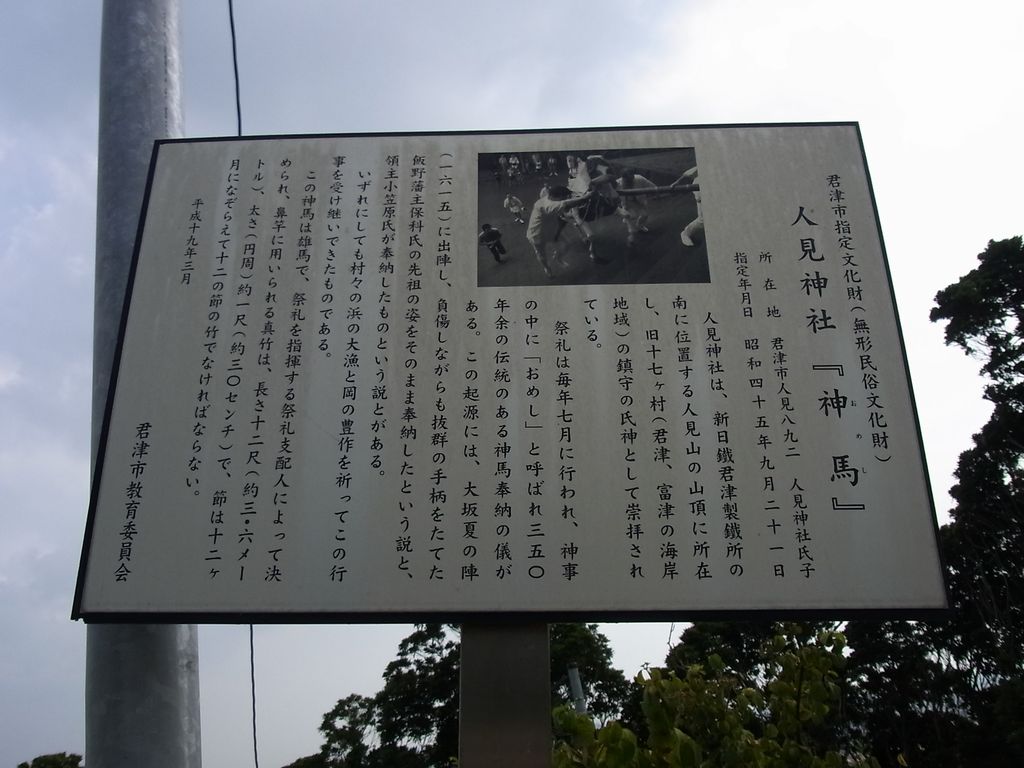 君津市指定文化財(無形民俗文化財)
人見神社『神馬』
おめし
所在地 君津市人見八九二 人見神社氏子
指定年月日 昭和四十五年九月二十一日
人見神社は、新日鐵君津製鐵所の
南に位置する人見山の山頂に所在
し、旧十七ヶ村(君津、富津の海岸
地域)の鎮守の氏神として崇拝され
ている。
祭礼は毎年七月に行われ、神事
の中に「おめし」と呼ばれ三五〇
年余の伝統のある神馬奉納の儀が
ある。この起源には、大坂夏の陣
(一六一五)に出陣し、負傷しながらも抜群の手柄をたてた
飯野藩主保科氏の先祖の姿をそのまま奉納したという説と、
領主小笠原氏が奉納したものという説とがある。
いずれにしても村々の浜の大漁と岡の豊作を祈ってこの行
事を受け継いできたものである。
この神馬は雄馬で、祭礼を指揮する祭礼支配人によって決
められ、鼻竿に用いられる真竹は、長さ十二尺(約三・六メー
トル)、太さ(円周)約一尺(約三〇センチ)で、節は十二ヶ
月になぞらえて十二の節の竹でなければならない。
平成十九年三月
君津市教育委員会